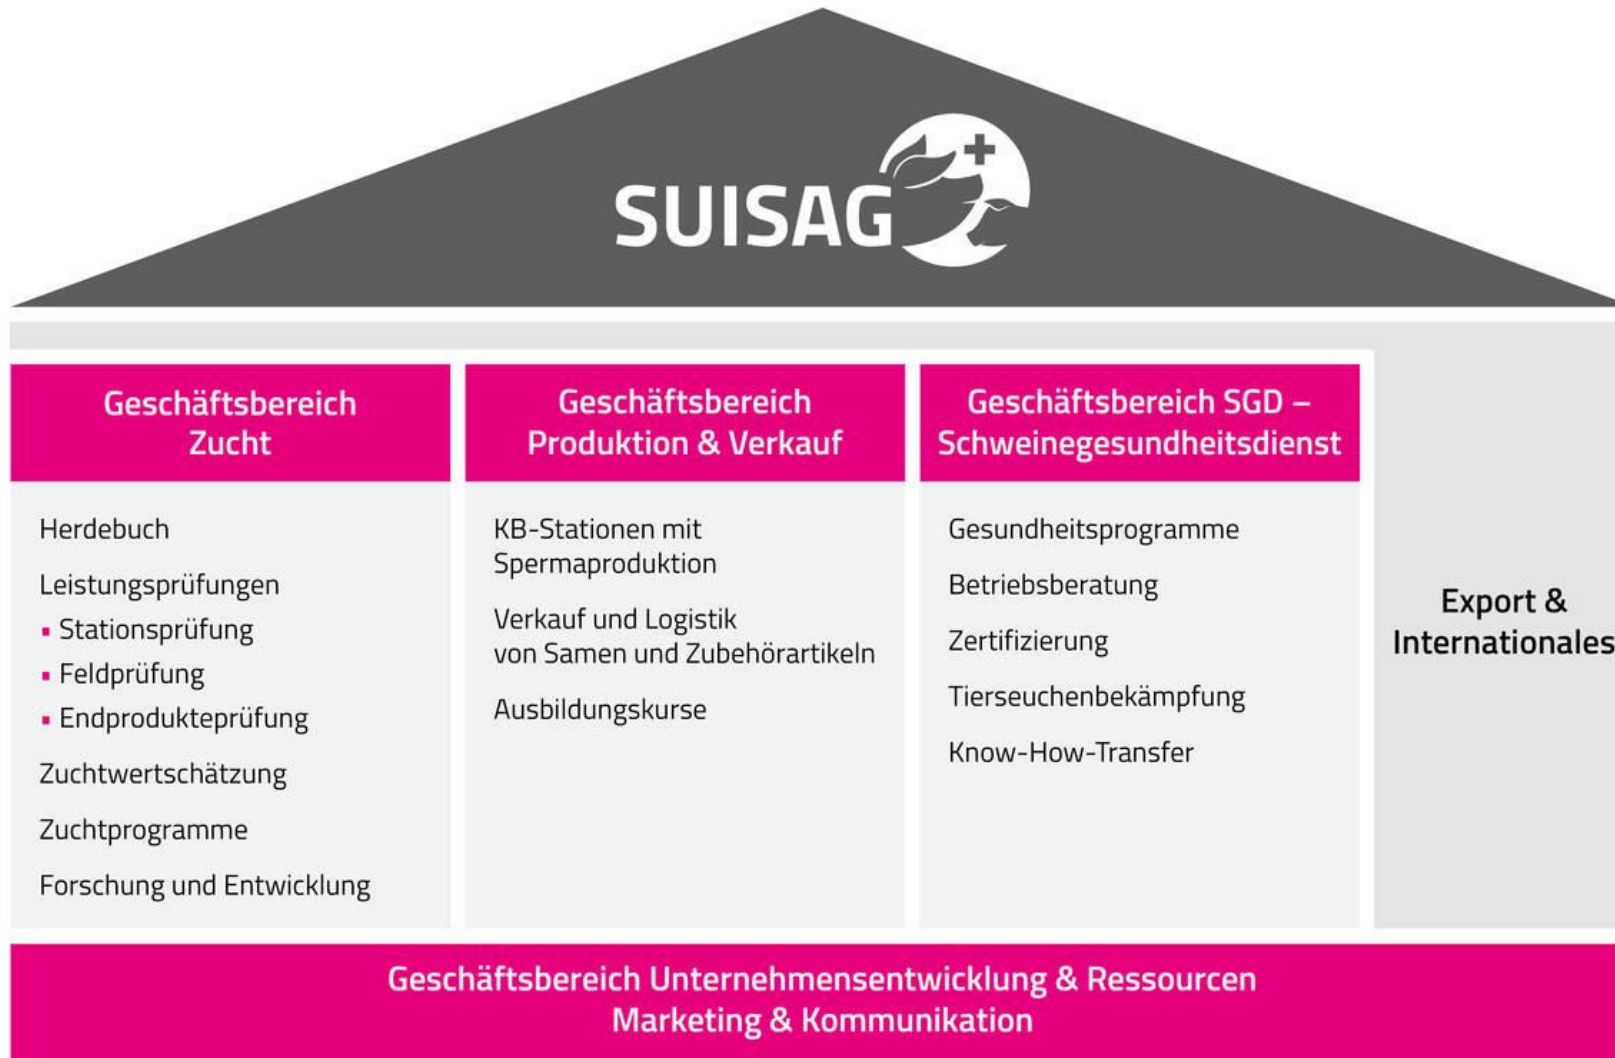 SUISAG
Geschäftsbereich
Zucht
Herdebuch
Leistungsprüfungen
▪ Stationsprüfung
▪ Feldprüfung
▪ Endprodukteprüfung
Zuchtwertschätzung
Zuchtprogramme
Forschung und Entwicklung
Geschäftsbereich
Produktion & Verkauf
KB-Stationen mit
Spermaproduktion
Verkauf und Logistik
von Samen und Zubehörartikeln
Ausbildungskurse
Geschäftsbereich SGD –
Schweinegesundheitsdienst
Gesundheitsprogramme
Betriebsberatung
Zertifizierung
Tierseuchenbekämpfung
Know-How-Transfer
Export &
Internationales
Geschäftsbereich Unternehmensentwicklung & Ressourcen
Marketing & Kommunikation